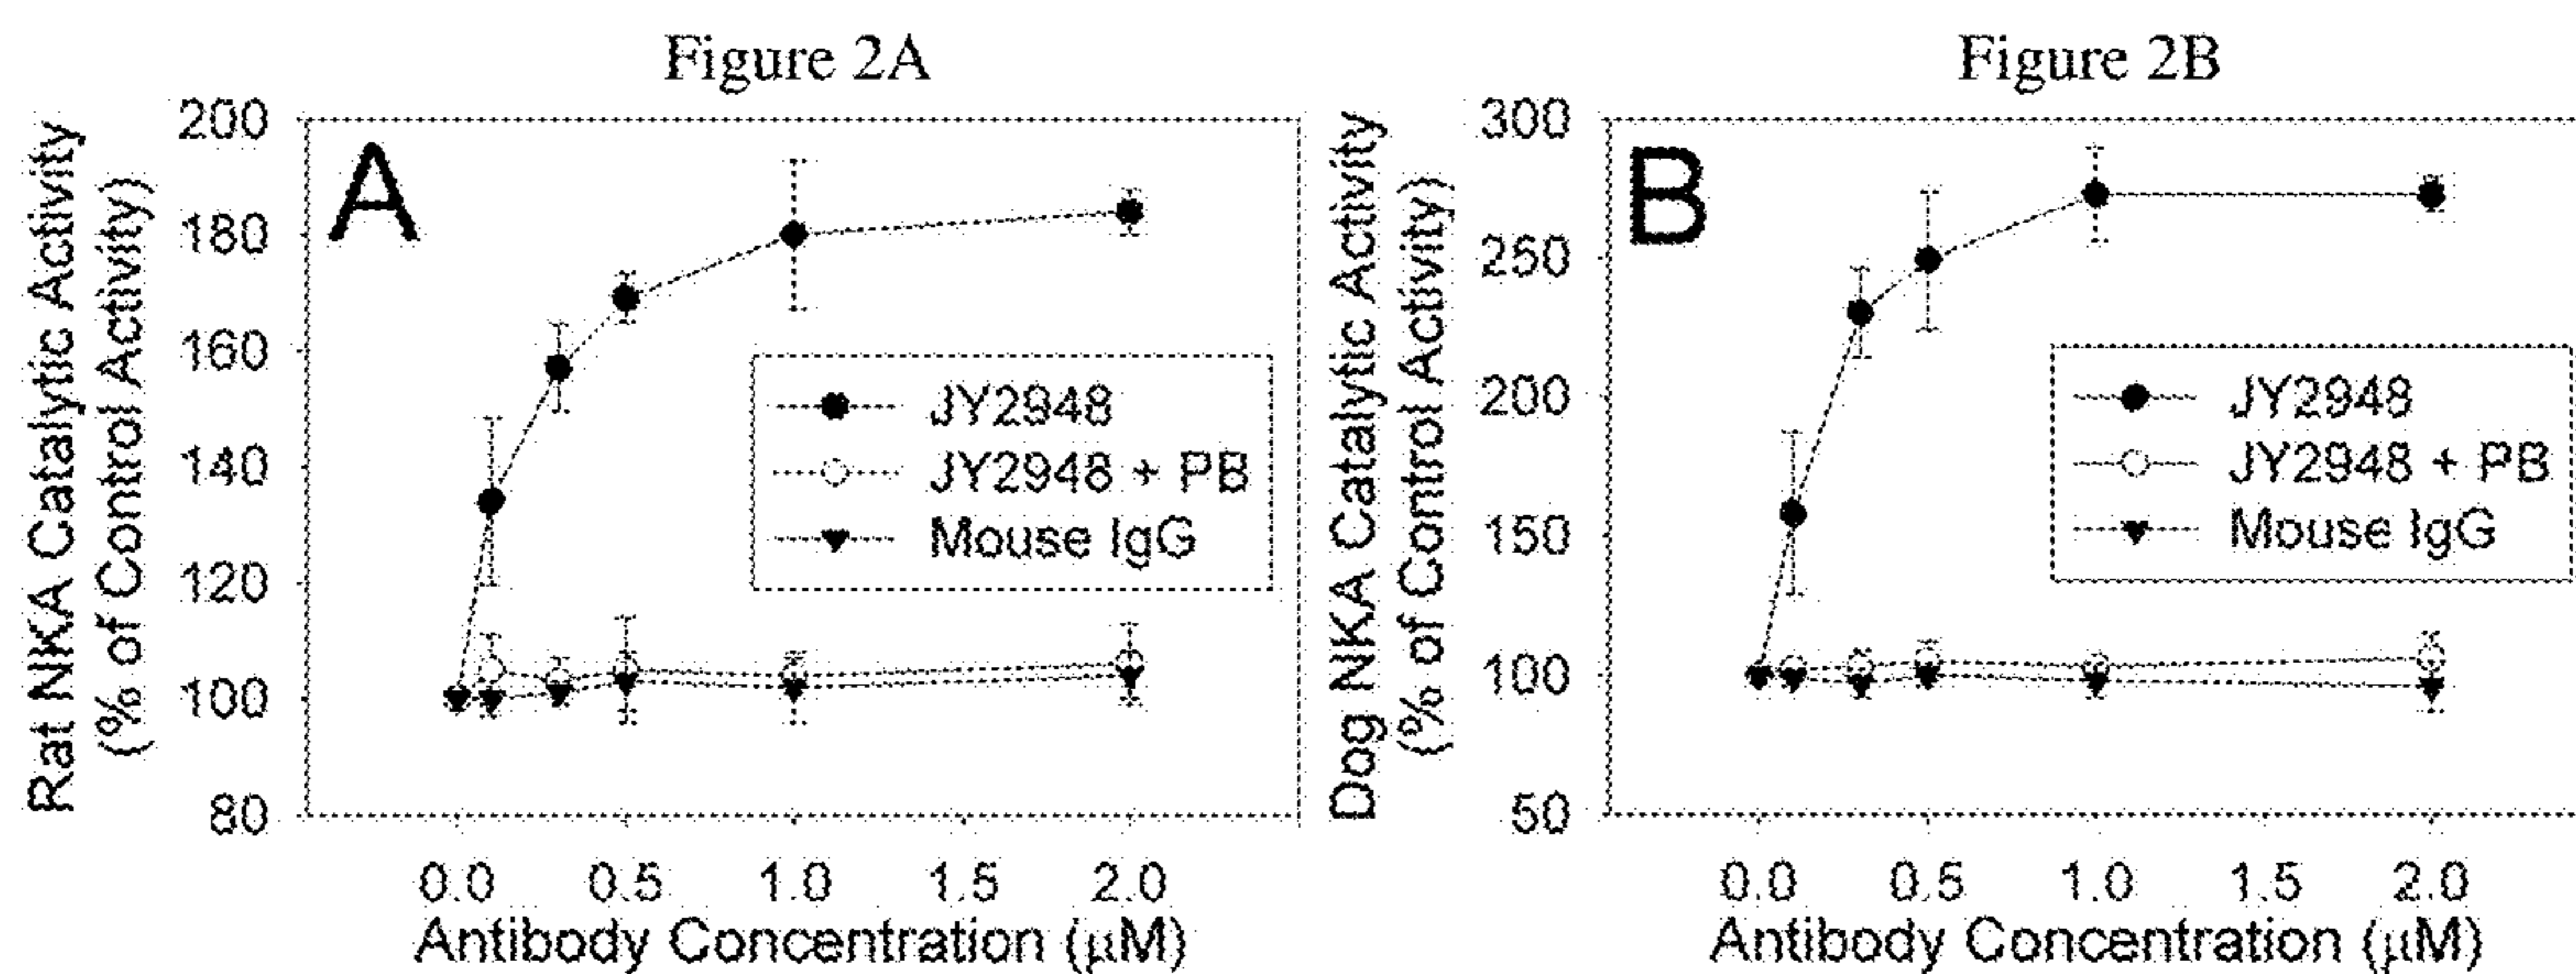 Figure 2A
A
Rat NKA Catalytic Activity
(% of Control Activity)
200
180
160
140
120
100
80
JY2948
JY2948 + PB
Mouse IgG
0.0 0.5 1.0 1.5 2.0
Antibody Concentration (μM)
Figure 2B
B
Dog NKA Catalytic Activity
(% of Control Activity)
300
250
200
150
100
50
JY2948
JY2948 + PB
Mouse IgG
0.0 0.5 1.0 1.5 2.0
Antibody Concentration (μM)